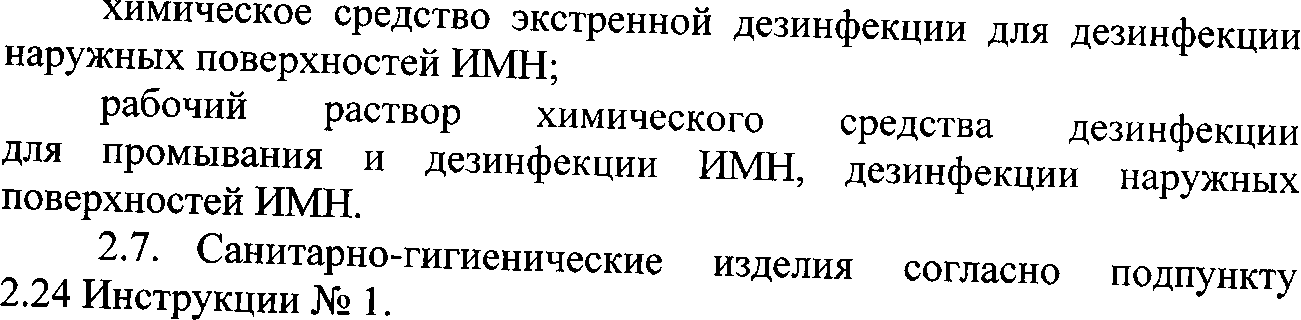 химическое средство экстренной дезинфекции для дезинфекции
наружных поверхностей ИМН;
рабочий раствор химического средства дезинфекции
для промывания и дезинфекции ИМН, дезинфекции наружных
поверхностей ИМН.
2.7. Санитарно-гигиенические изделия согласно подпункту
2.24 Инструкции № 1.